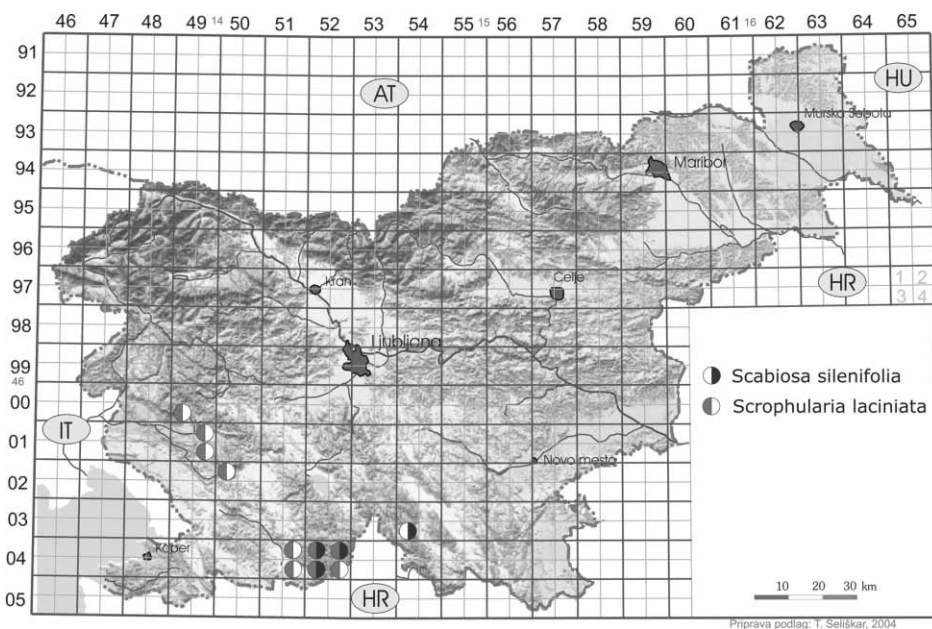 46 47 48 49 14 50 51 52 53 54 55 15 56 57 58 59 60 61 16 62 63 64 65
91
92
93
94
95
96
97
98
99
46
00
01
02
03
04
05
AT
HU
Murska Sobota
Maribor
Kranj
Celje
HR
1 2
3 4
Ljubljana
Scabiosa silenifolia
Scrophularia laciniata
IT
Novo mesto
Koper
HR
10 20 30 km
Priprava podlag: T. Seliškar, 2004